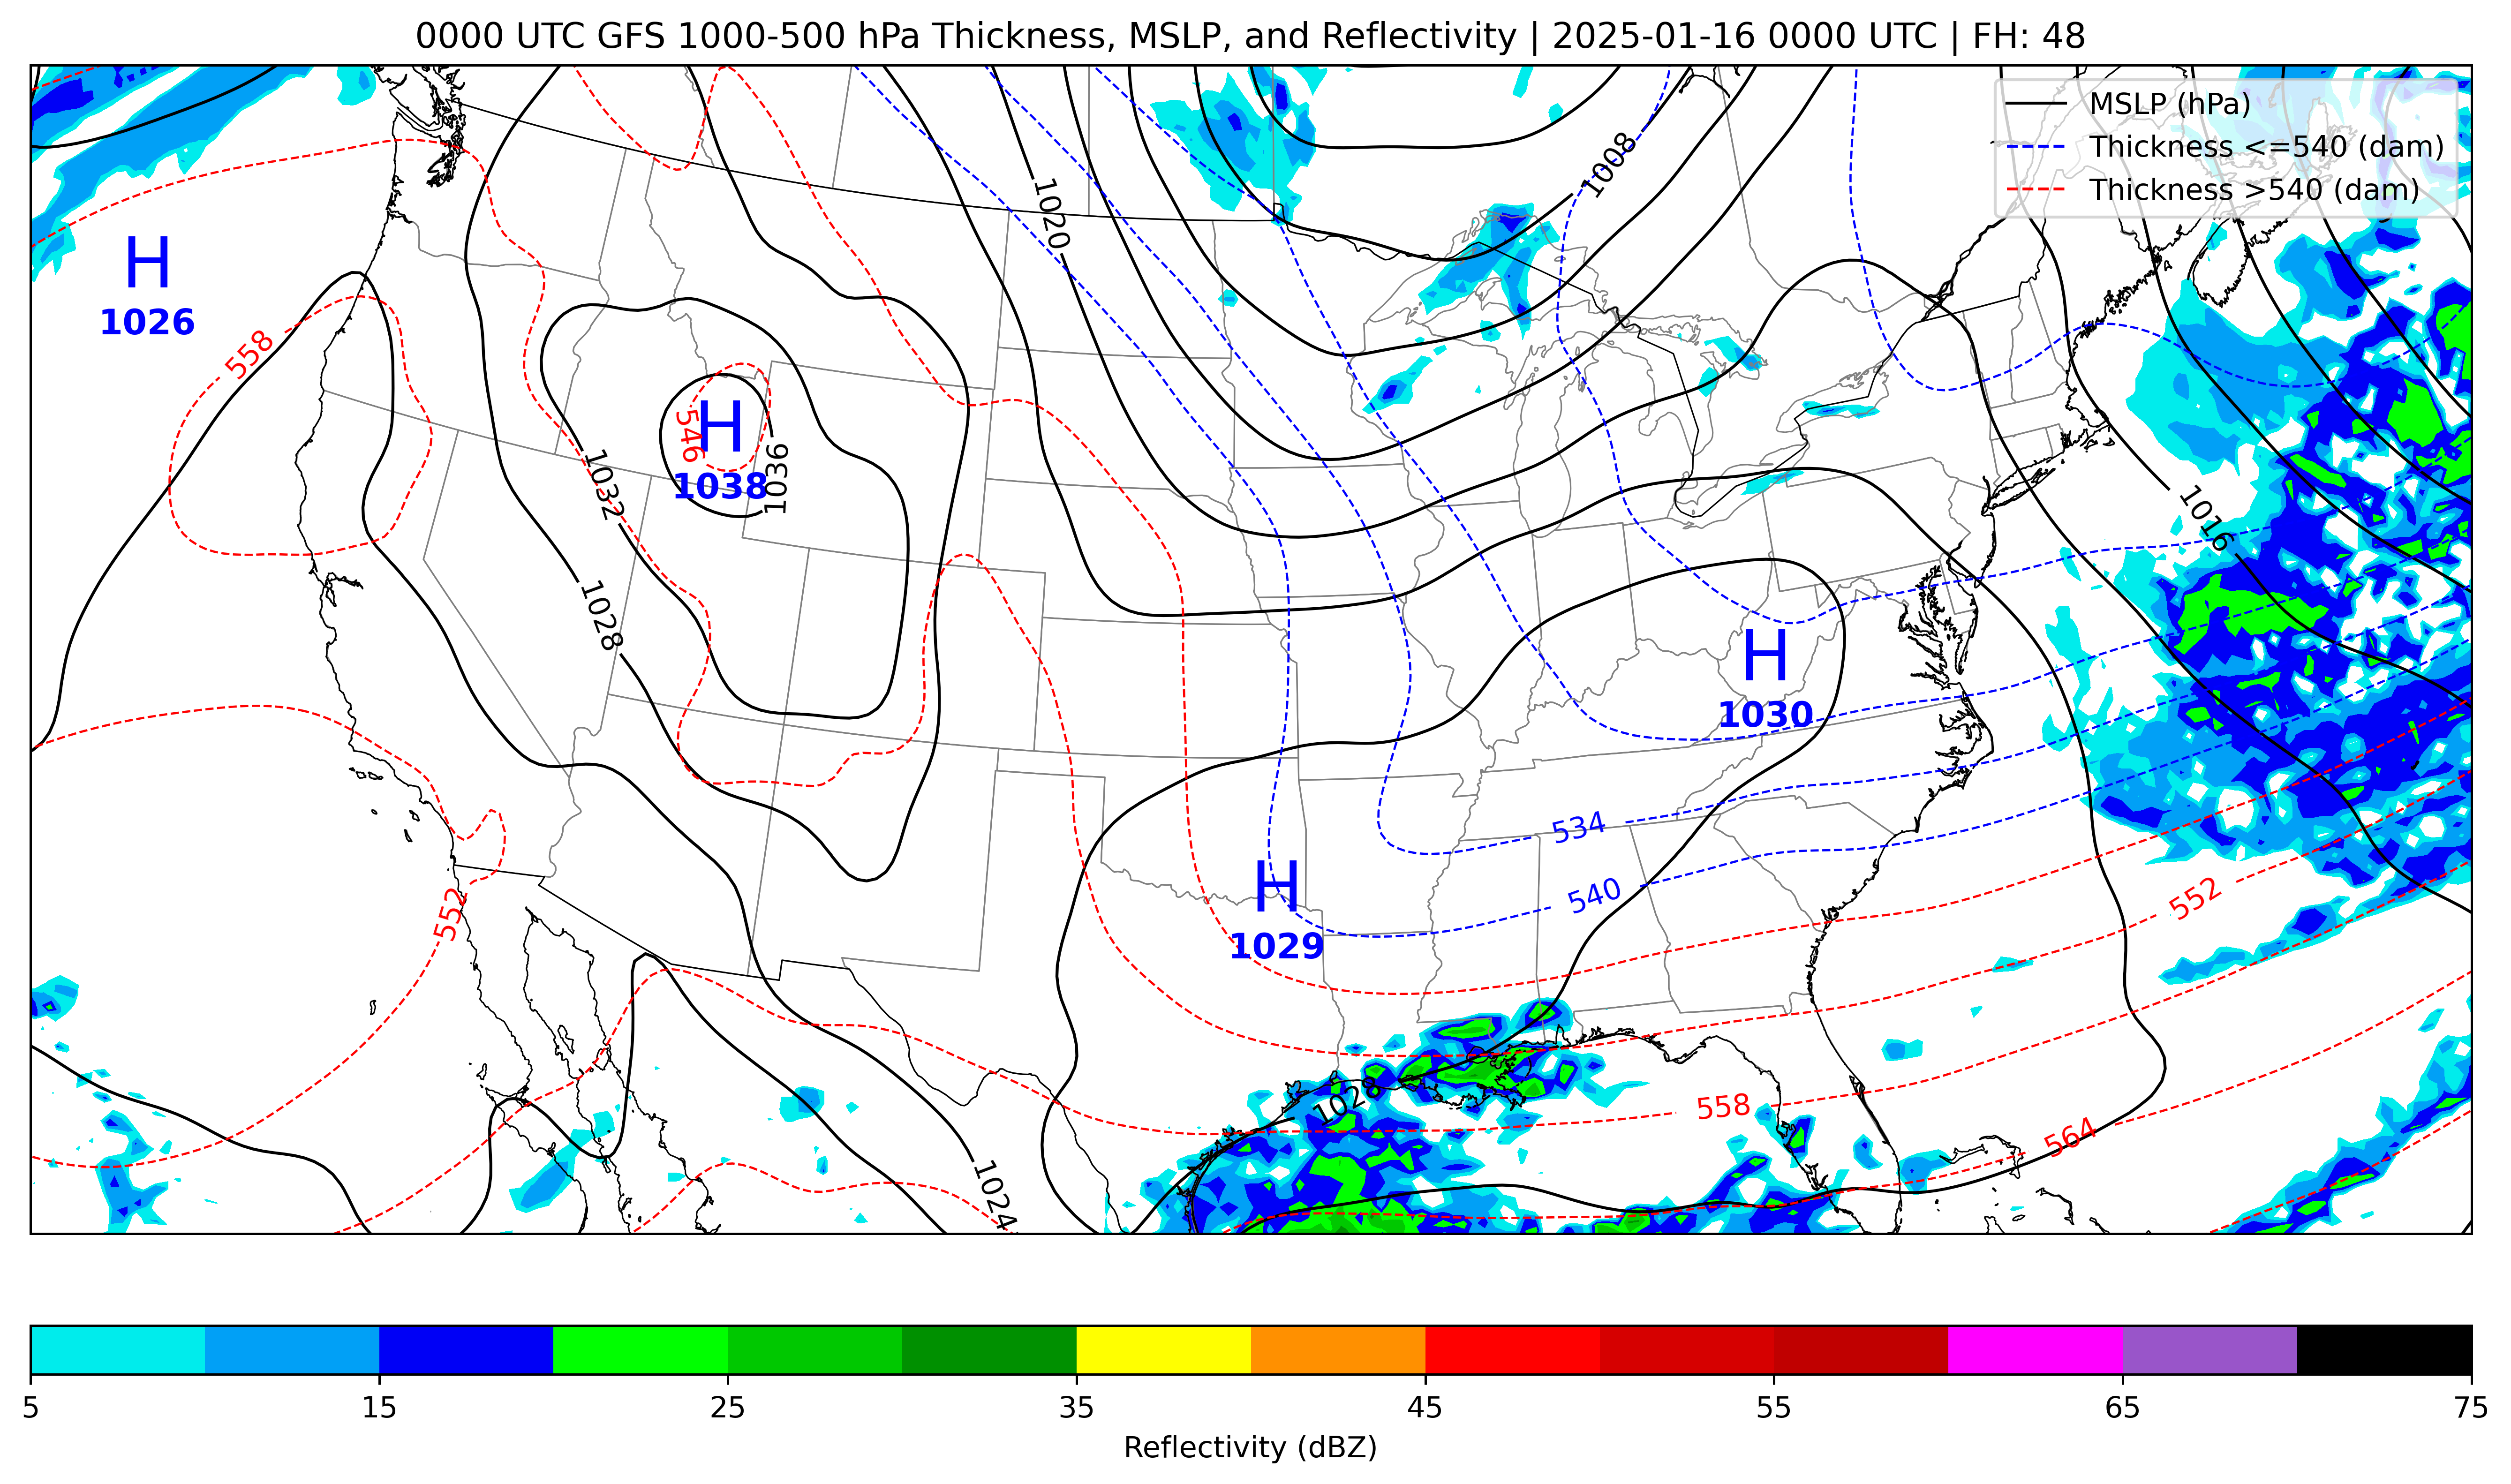 0000 UTC GFS 1000-500 hPa Thickness, MSLP, and Reflectivity | 2025-01-16 0000 UTC | FH: 48
MSLP (hPa)
Thickness <=540 (dam)
Thickness >540 (dam)
1008
1020
H
1026
558
546
H
1038
1036
1032
1016
1028
H
1030
534
540
H
1029
552
552
1028
558
564
1024
5 15 25 35 45 55 65 75
Reflectivity (dBZ)